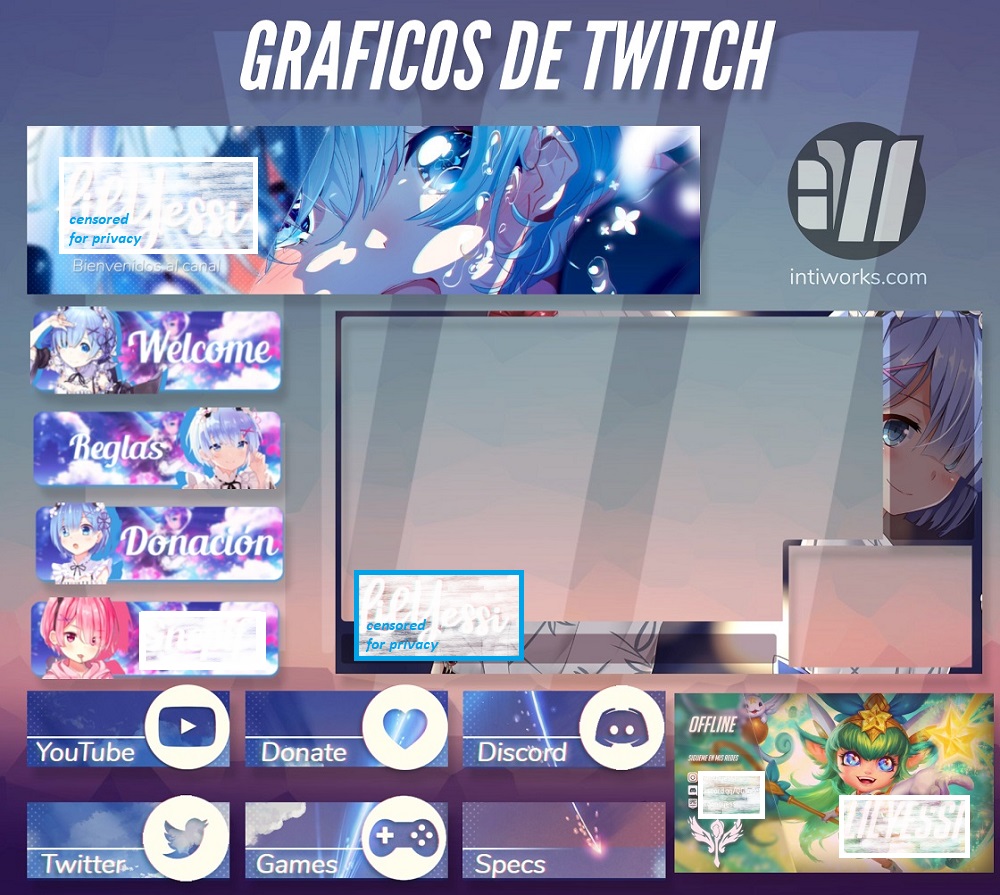 GRAFICOS DE TWITCH
censored
for privacy
Bienvenidos al canal
intiworks.com
Welcome
Reglas
Donación
censored
for privacy
YouTube
Donate
Discord
OFFLINE
SIGUEME EN MIS REDES
Twitter
Games
Specs